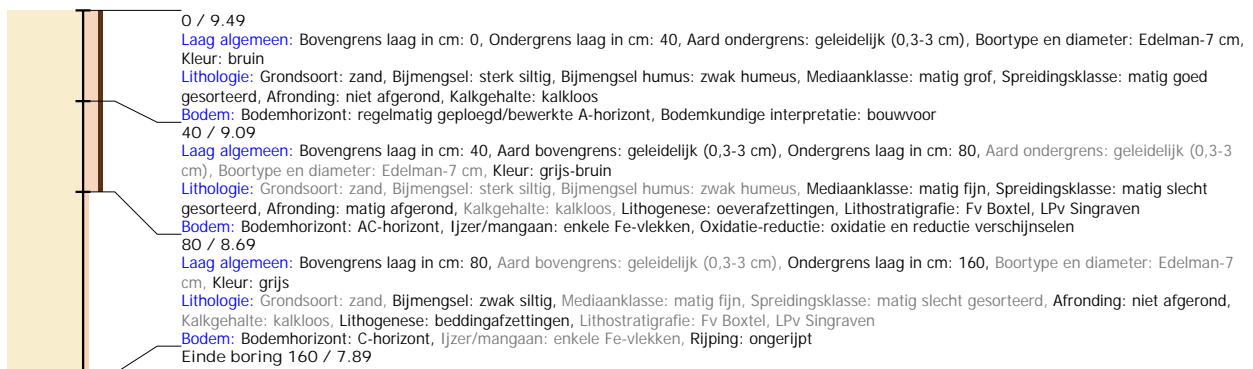 0 / 9.49
Laag algemeen: Bovengrens laag in cm: 0, Ondergrens laag in cm: 40, Aard ondergrens: geleidelijk (0,3-3 cm), Boortype en diameter: Edelman-7 cm,
Kleur: bruin
Lithologie: Grondsoort: zand, Bijmengsel: sterk siltig, Bijmengsel humus: zwak humeus, Mediaanklasse: matig grof, Spreidingsklasse: matig goed
gesorteerd, Afronding: niet afgerond, Kalkgehalte: kalkloos
Bodem: Bodemhorizont: regelmatig geploegd/bewerkte A-horizont, Bodemkundige interpretatie: bouwvoor
40 / 9.09
Laag algemeen: Bovengrens laag in cm: 40, Aard bovengrens: geleidelijk (0,3-3 cm), Ondergrens laag in cm: 80, Aard ondergrens: geleidelijk (0,3-3
cm), Boortype en diameter: Edelman-7 cm, Kleur: grijs-bruin
Lithologie: Grondsoort: zand, Bijmengsel: sterk siltig, Bijmengsel humus: zwak humeus, Mediaanklasse: matig fijn, Spreidingsklasse: matig slecht
gesorteerd, Afronding: matig afgerond, Kalkgehalte: kalkloos, Lithogenese: oeverafzettingen, Lithostratigrafie: Fv Boxtel, LPv Singraven
Bodem: Bodemhorizont: AC-horizont, Ijzer/mangaan: enkele Fe-vlekken, Oxidatie-reductie: oxidatie en reductie verschijnselen
80 / 8.69
Laag algemeen: Bovengrens laag in cm: 80, Aard bovengrens: geleidelijk (0,3-3 cm), Ondergrens laag in cm: 160, Boortype en diameter: Edelman-7
cm, Kleur: grijs
Lithologie: Grondsoort: zand, Bijmengsel: zwak siltig, Mediaanklasse: matig fijn, Spreidingsklasse: matig slecht gesorteerd, Afronding: niet afgerond,
Kalkgehalte: kalkloos, Lithogenese: beddingafzettingen, Lithostratigrafie: Fv Boxtel, LPv Singraven
Bodem: Bodemhorizont: C-horizont, Ijzer/mangaan: enkele Fe-vlekken, Rijping: ongerijpt
Einde boring 160 / 7.89